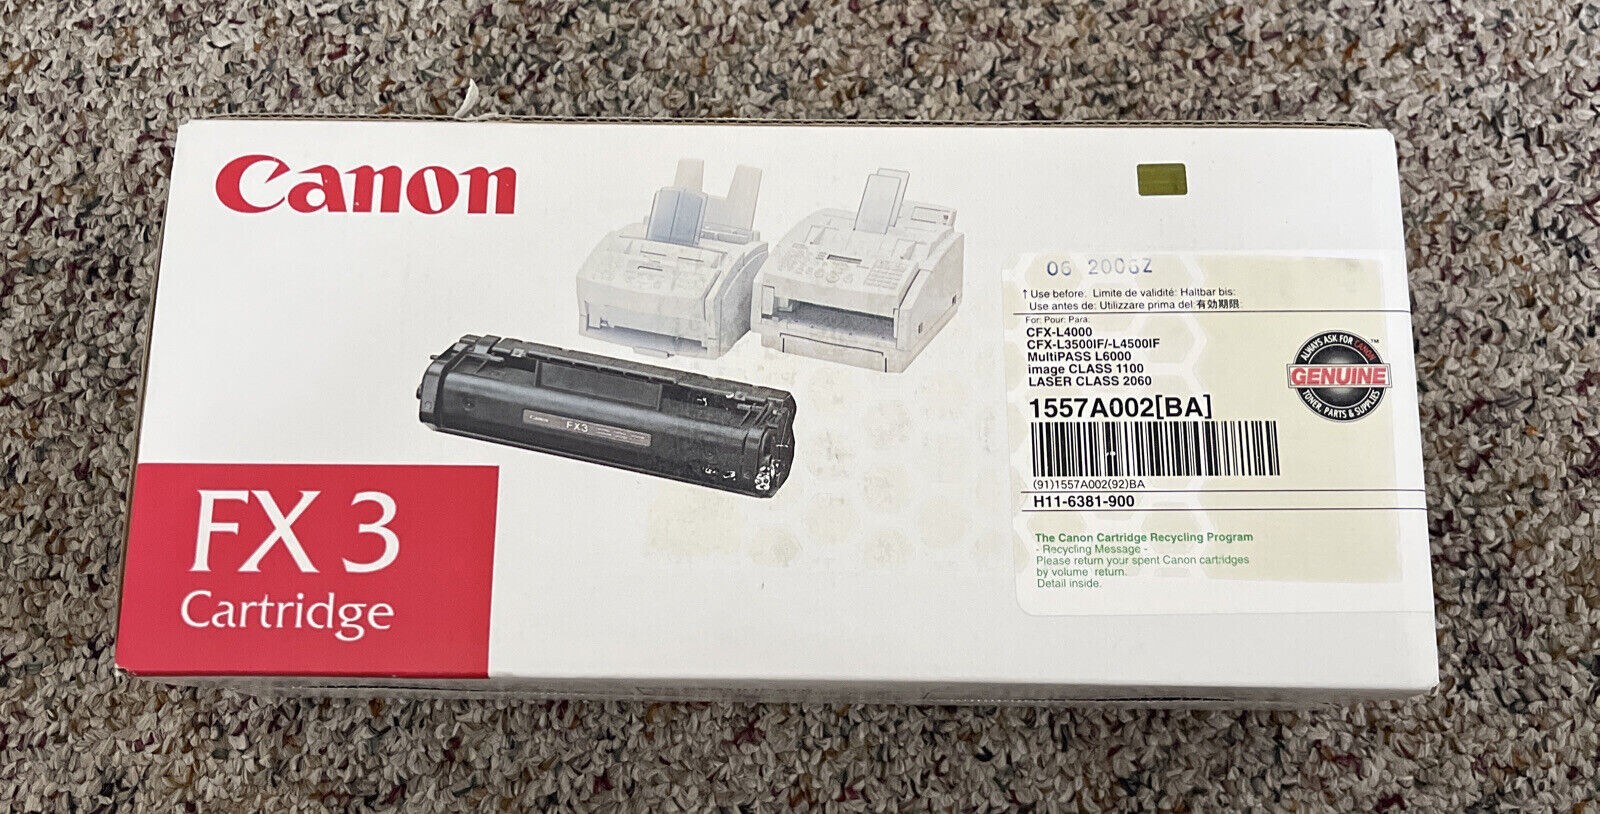 Canon
06 2006Z
↑ Use before: Limite de validité: Haltbar bis:
Use antes de: Utilizzare prima del: 有効期限:
For: Pour: Para:
CFX-L4000
CFX-L3500IF/-L4500IF
MultiPASS L6000
image CLASS 1100
LASER CLASS 2060
1557A002[BA]
(91)1557A002(92)BA
H11-6381-900
ALWAYS ASK FOR CANON ™
GENUINE
TONER, PARTS & SUPPLIES
Canon FX3
FX 3
Cartridge
The Canon Cartridge Recycling Program
- Recycling Message -
Please return your spent Canon cartridges
by volume return.
Detail inside.